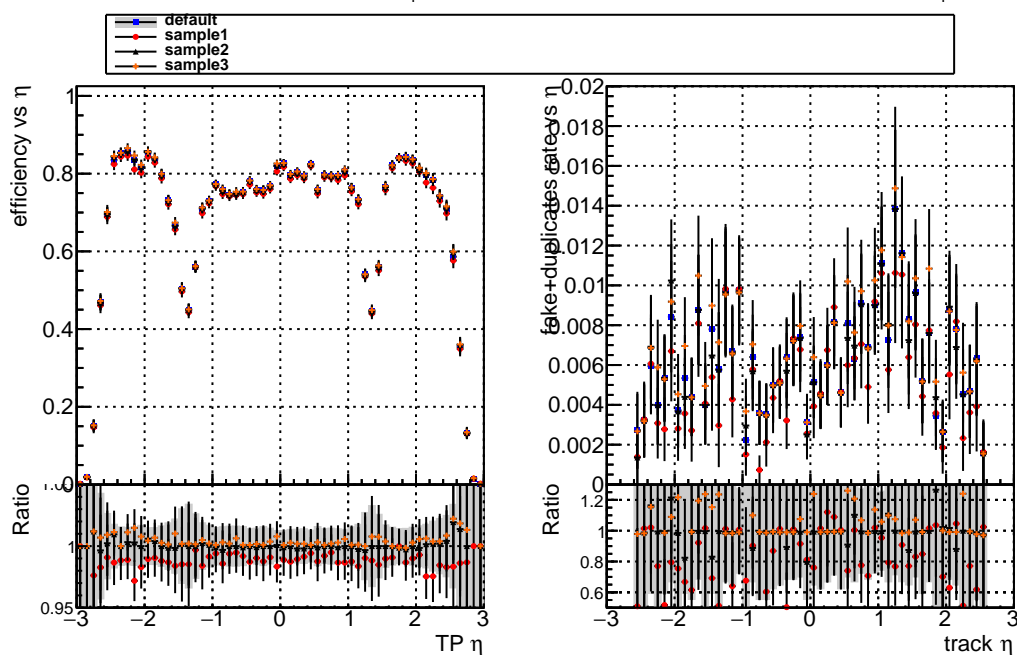 default
sample1
sample2
sample3
efficiency vs η
1
0.8
0.6
0.4
0.2
0
Ratio
1
0.95
−3 −2 −1 0 1 2 3
TP η
fake+duplicates rate vs η
0.02
0.018
0.016
0.014
0.012
0.01
0.008
0.006
0.004
0.002
0
Ratio
1.2
1
0.8
0.6
−3 −2 −1 0 1 2 3
track η